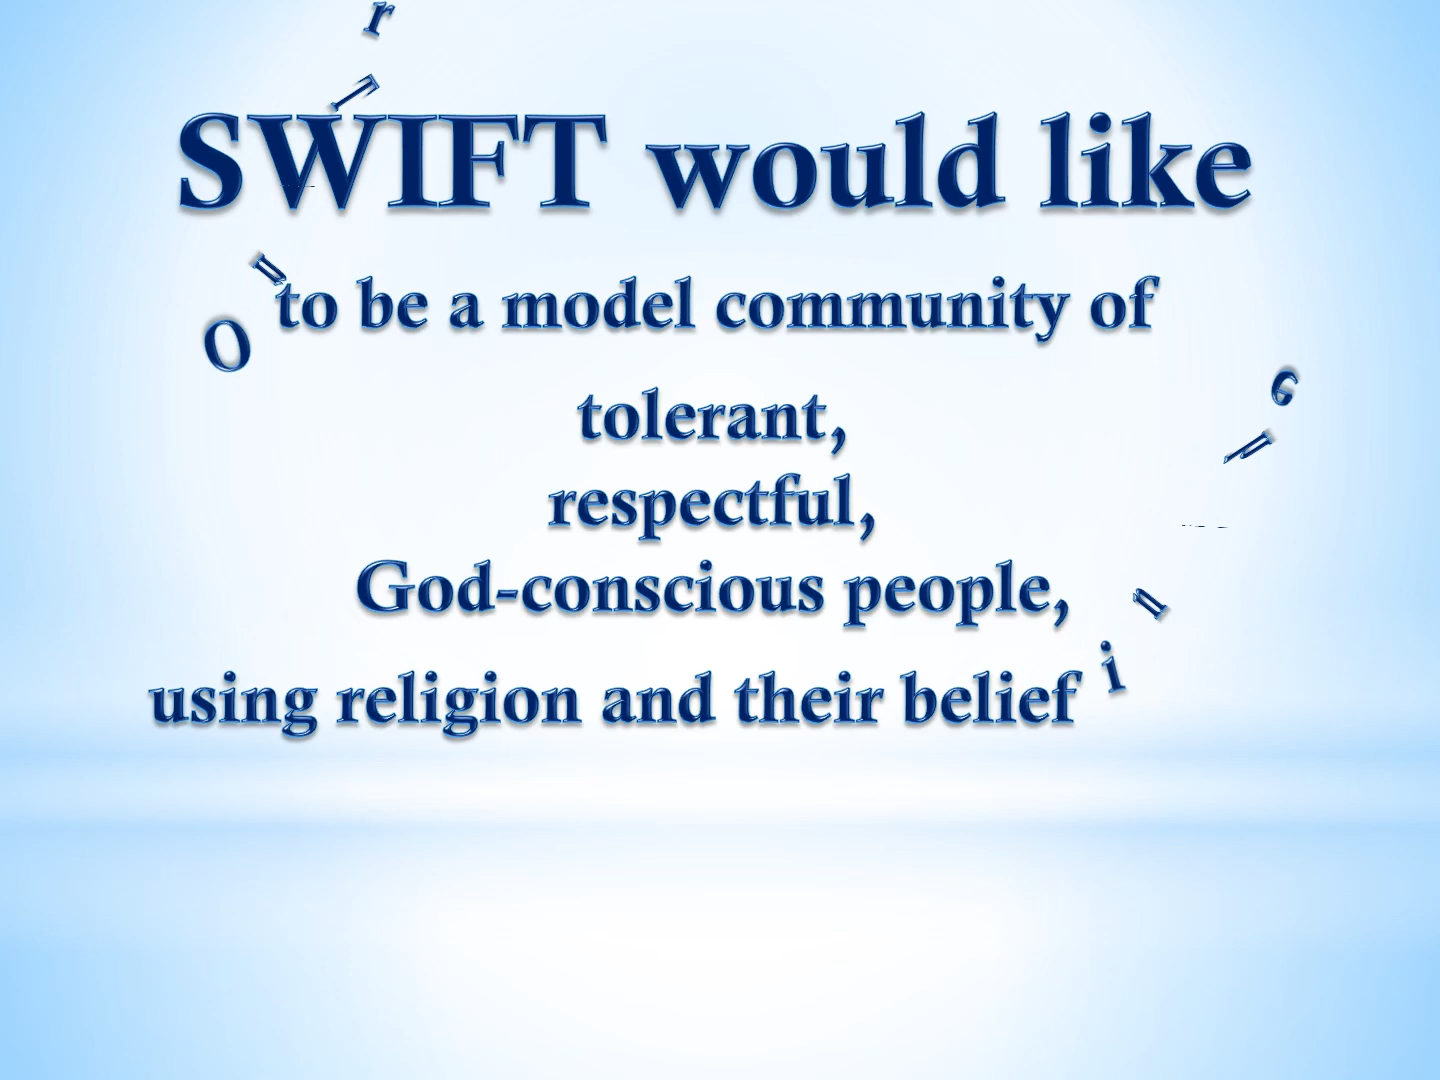 SWIFT would like
to be a model community of
tolerant,
respectful,
God-conscious people,
using religion and their belief